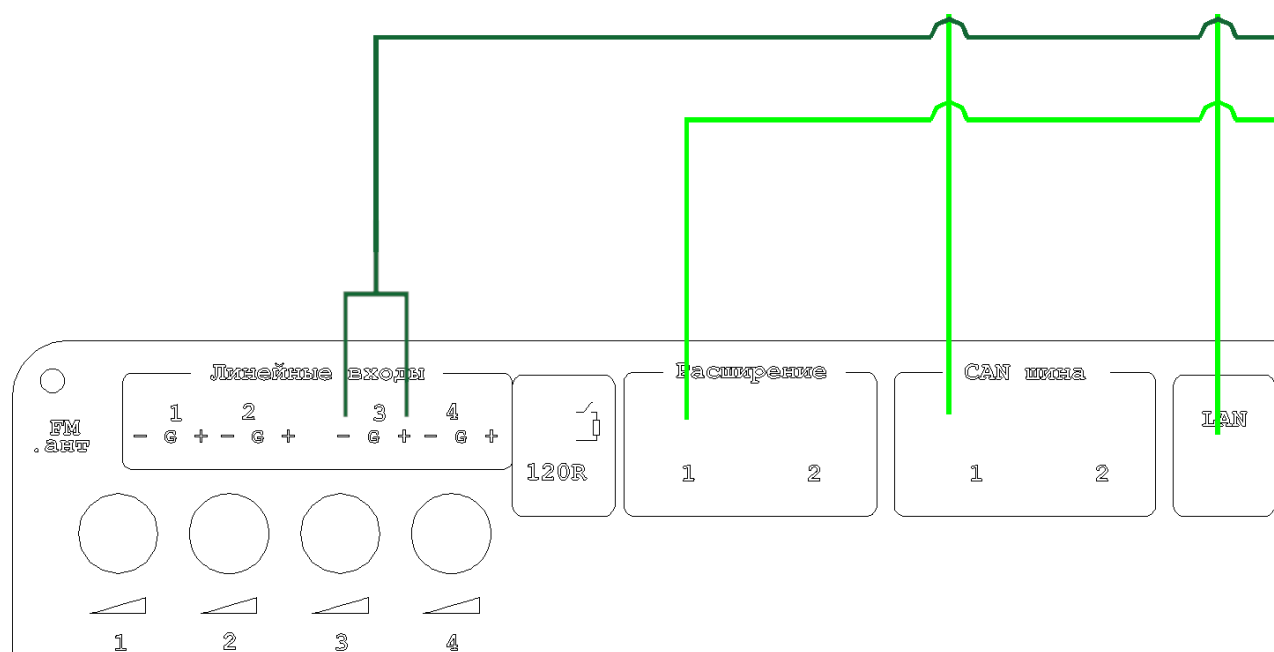 Линейные входы
Расширение
CAN шина
1 2 3 4
FM
.ант
- G + - G + - G + - G +
LAN
120R
1 2
1 2
1 2 3 4